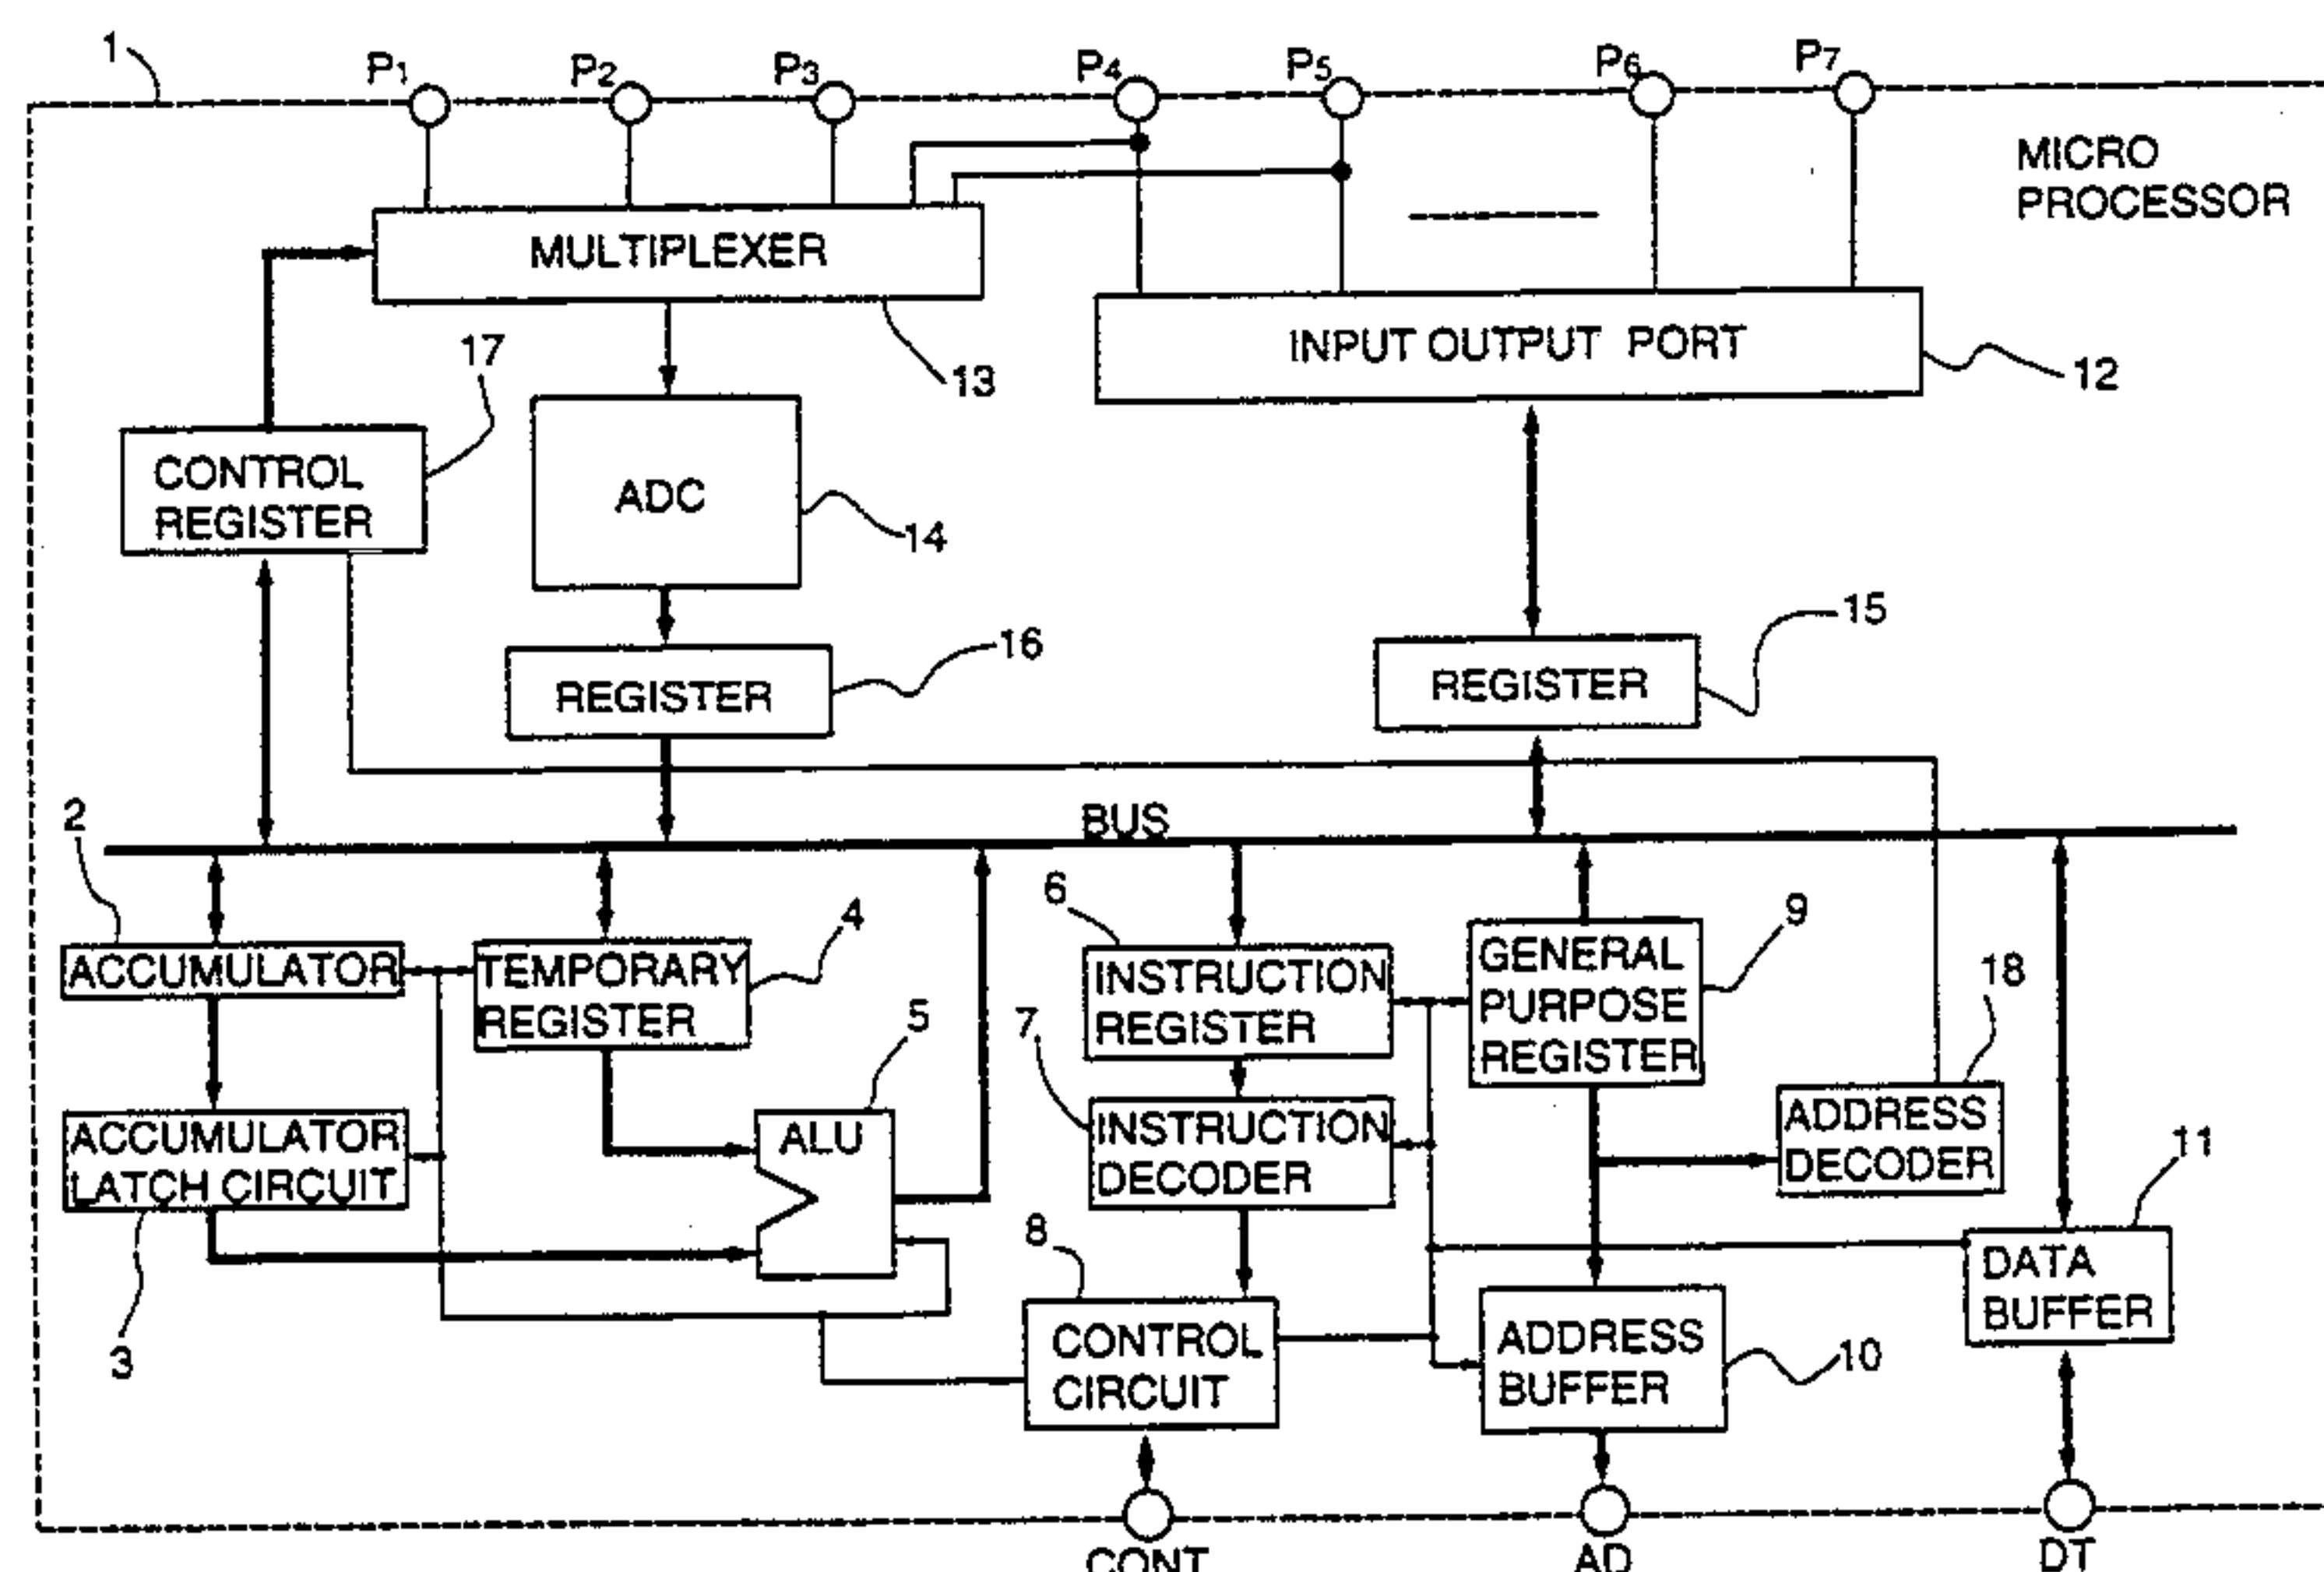 1
P1
P2
P3
P4
P5
P6
P7
MICRO
PROCESSOR
MULTIPLEXER
13
INPUT OUTPUT PORT
12
17
CONTROL
REGISTER
ADC
14
16
REGISTER
15
REGISTER
BUS
2
ACCUMULATOR
4
TEMPORARY
REGISTER
5
ALU
ACCUMULATOR
LATCH CIRCUIT
3
6
INSTRUCTION
REGISTER
7
INSTRUCTION
DECODER
8
CONTROL
CIRCUIT
9
GENERAL
PURPOSE
REGISTER
18
ADDRESS
DECODER
11
DATA
BUFFER
ADDRESS
BUFFER
10
CONT
AD
DT